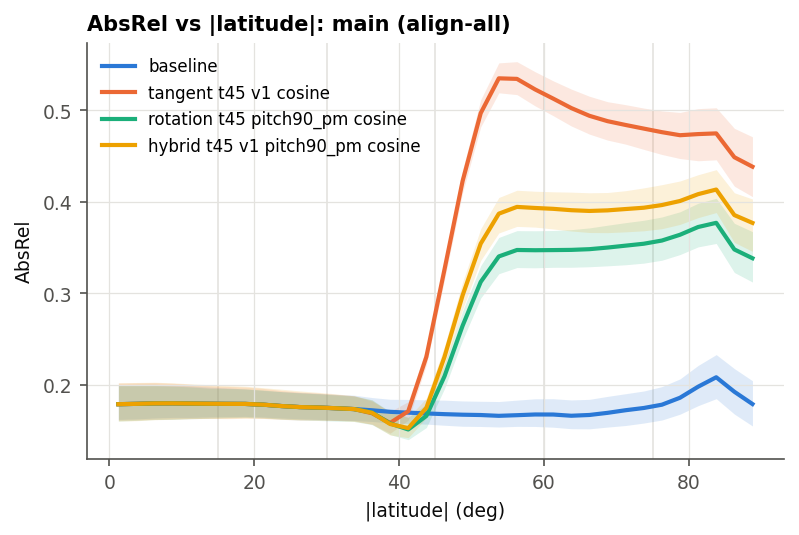 AbsRel vs |latitude|: main (align-all)
baseline
tangent t45 v1 cosine
rotation t45 pitch90_pm cosine
hybrid t45 v1 pitch90_pm cosine
AbsRel
0.5
0.4
0.3
0.2
0 20 40 60 80
|latitude| (deg)